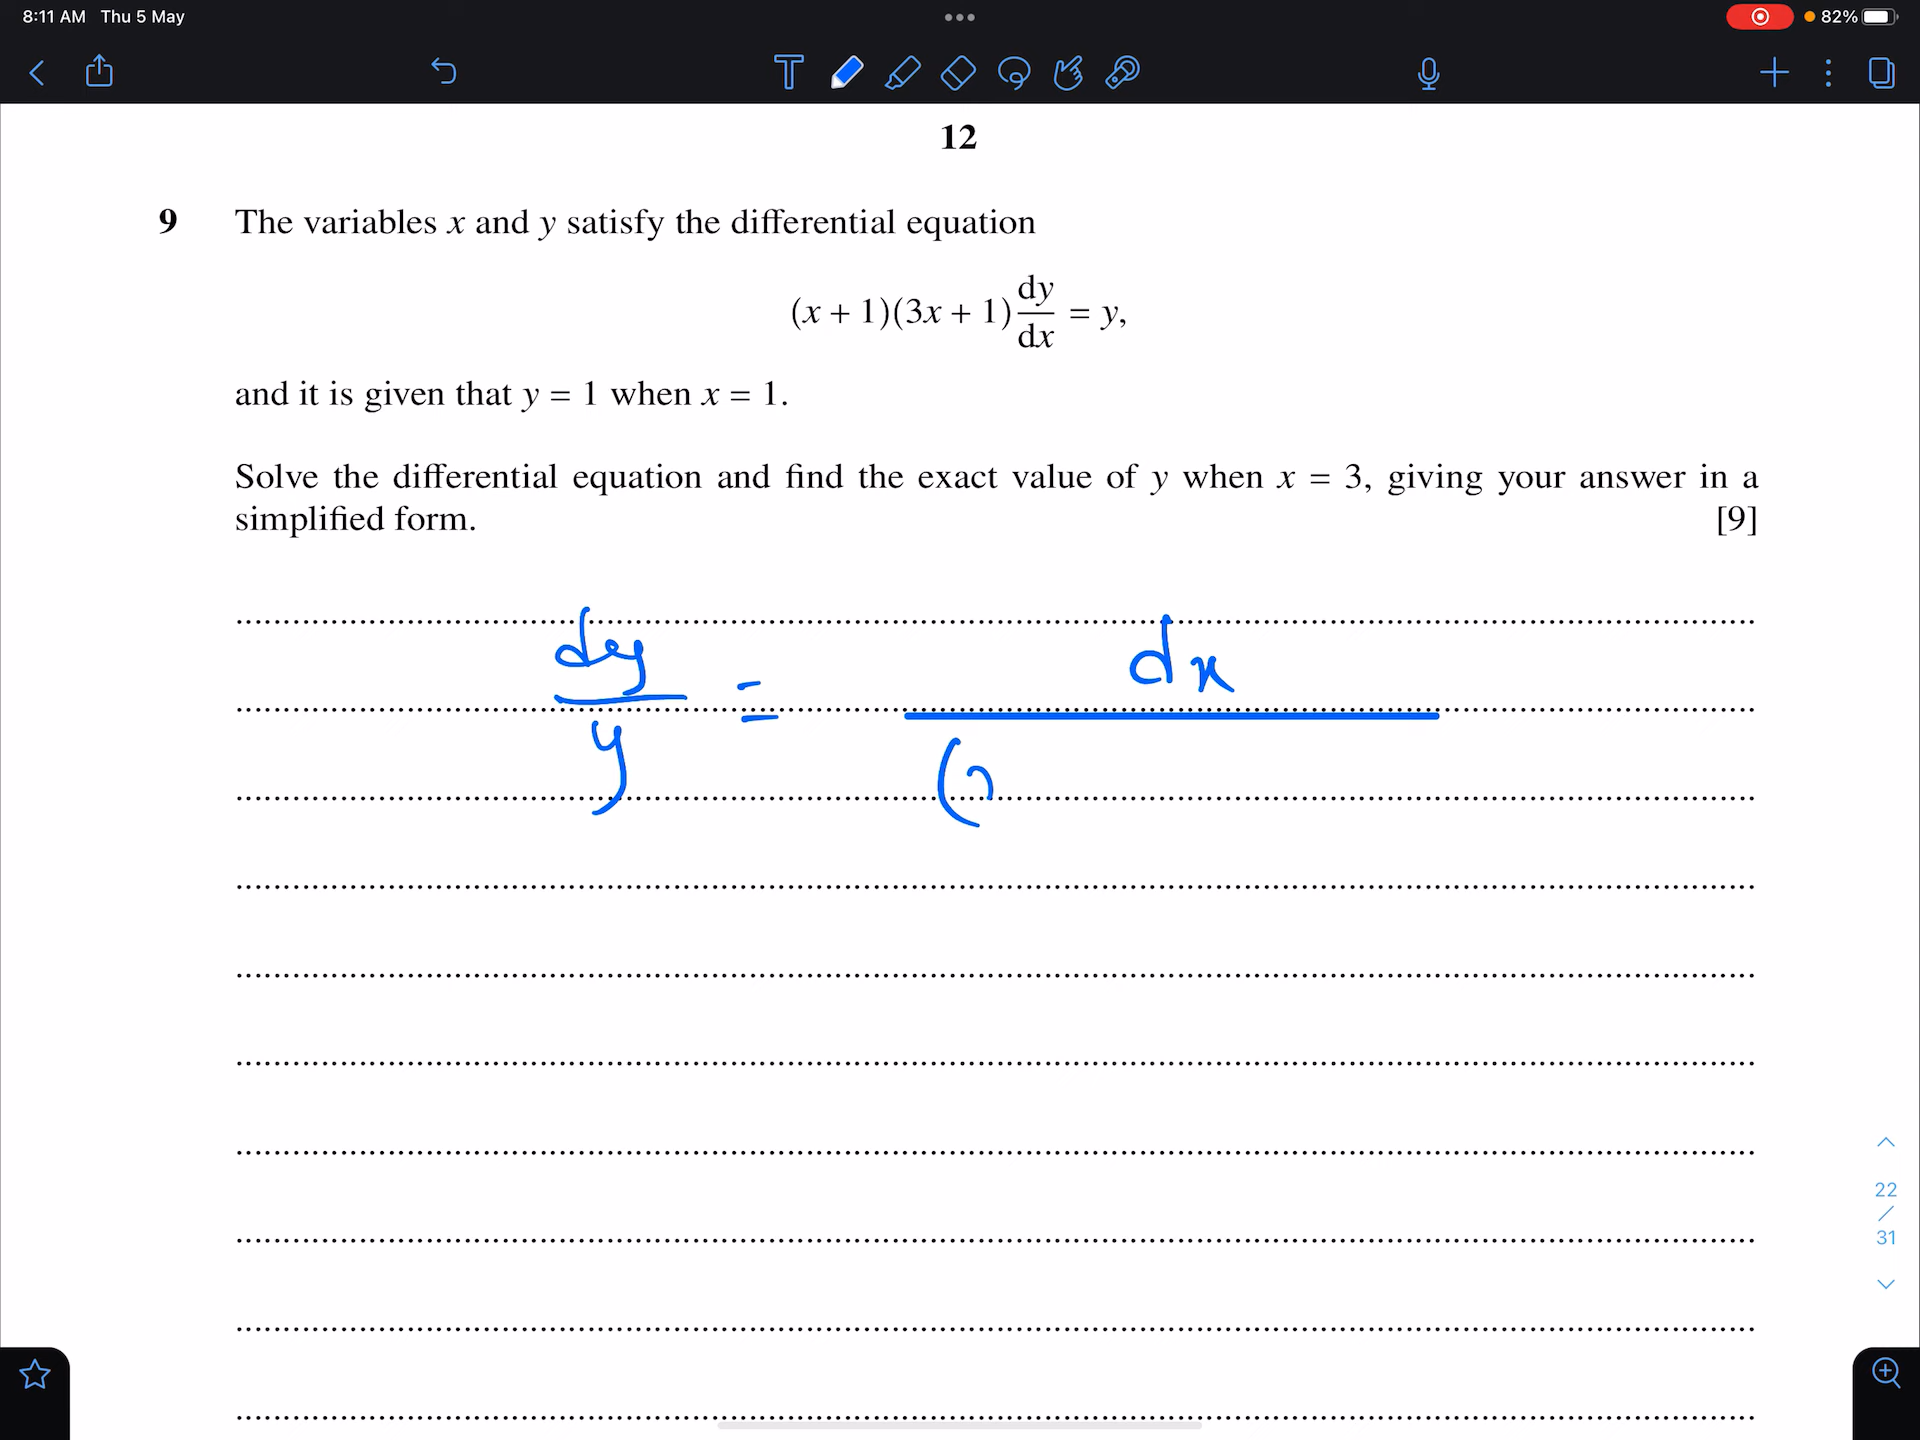 8:11 AM Thu 5 May
82%
12
9 The variables x and y satisfy the differential equation
(x + 1)(3x + 1) dy/dx = y,
and it is given that y = 1 when x = 1.
Solve the differential equation and find the exact value of y when x = 3, giving your answer in a
simplified form. [9]
dy/y = dx/(
22
/
31